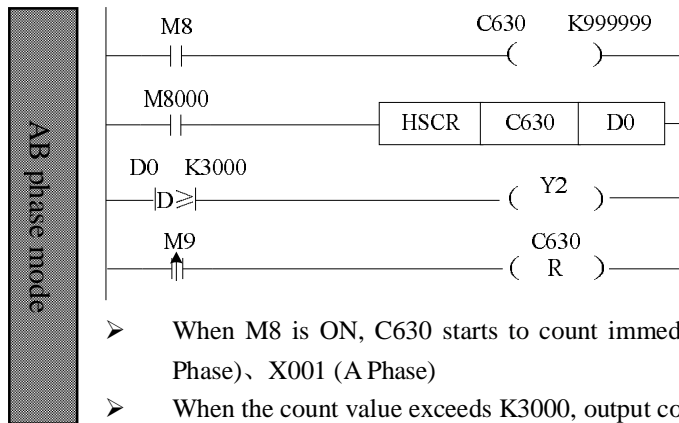 AB phase mode
M8 C630 K999999
M8000
HSCR C630 D0
D0 K3000
D≥ Y2
M9 C630
R
➢ When M8 is ON, C630 starts to count immed
Phase)、X001 (A Phase)
➢ When the count value exceeds K3000, output co